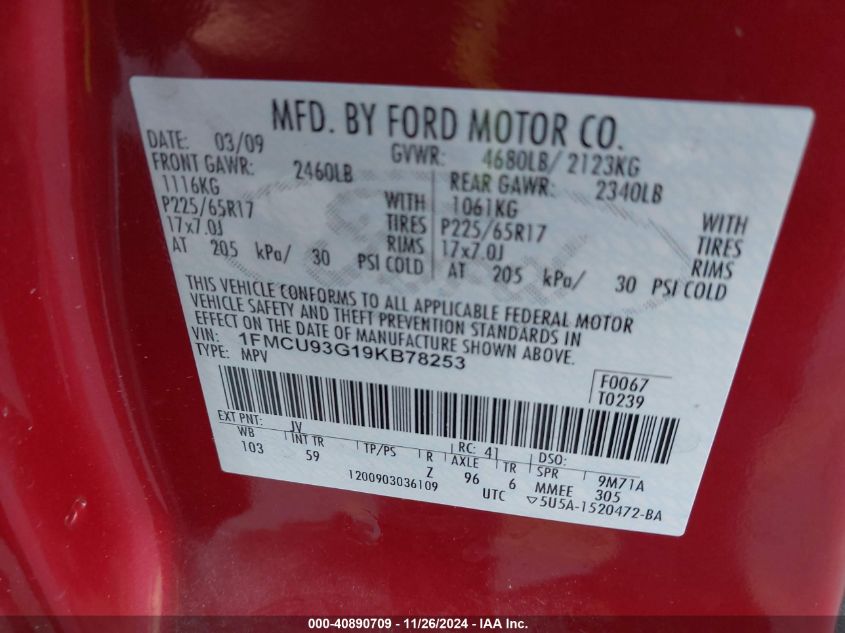 MFD. BY FORD MOTOR CO.
DATE: 03/09 GVWR: 4680LB/ 2123KG
FRONT GAWR: 2460LB REAR GAWR: 2340LB
1116KG WITH 1061KG WITH
P225/65R17 TIRES P225/65R17 TIRES
17x7.0J RIMS 17x7.0J RIMS
AT 205 kPa/ 30 PSI COLD AT 205 kPa/ 30 PSI COLD
THIS VEHICLE CONFORMS TO ALL APPLICABLE FEDERAL MOTOR
VEHICLE SAFETY AND THEFT PREVENTION STANDARDS IN
EFFECT ON THE DATE OF MANUFACTURE SHOWN ABOVE.
VIN: 1FMCU93G19KB78253
TYPE: MPV
F0067
T0239
EXT PNT: JV RC: 41 DSO:
WB INT TR TP/PS R AXLE TR SPR 9M71A
103 59 Z 96 6 MMEE 305
1200903036109 UTC ▽5U5A-1520472-BA
000-40890709 - 11/26/2024 - IAA Inc.